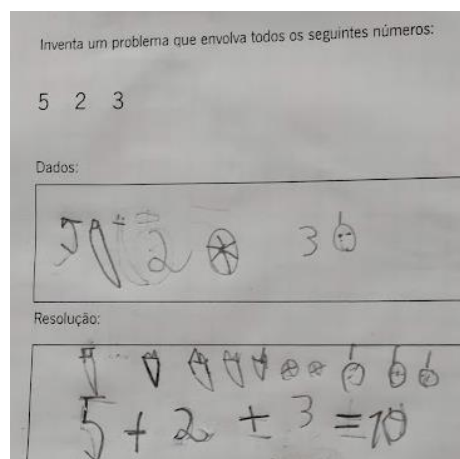 Inventa um problema que envolva todos os seguintes números:
5 2 3
Dados:
5 2 3
Resolução:
5 + 2 + 3 = 10